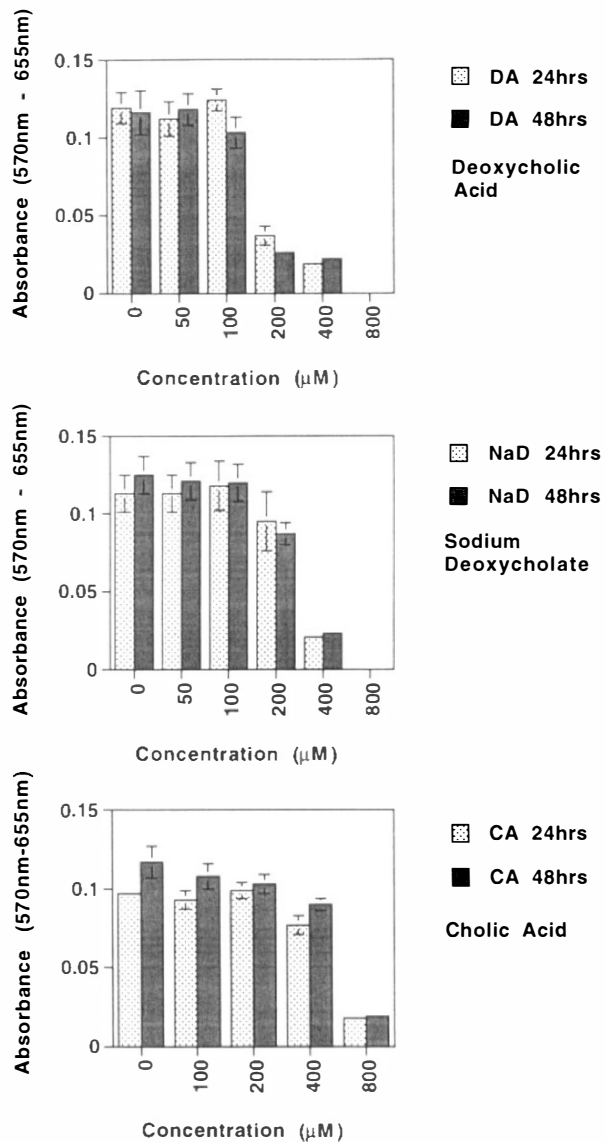 Absorbance (570nm - 655nm)
0.15
0.1
0.05
0
0
50
100
200
400
800
Concentration (µM)
DA 24hrs
DA 48hrs
Deoxycholic
Acid
Absorbance (570nm - 655nm)
0.15
0.1
0.05
0
0
50
100
200
400
800
Concentration (µM)
NaD 24hrs
NaD 48hrs
Sodium
Deoxycholate
Absorbance (570nm-655nm)
0.15
0.1
0.05
0
0
100
200
400
800
Concentration (µM)
CA 24hrs
CA 48hrs
Cholic Acid